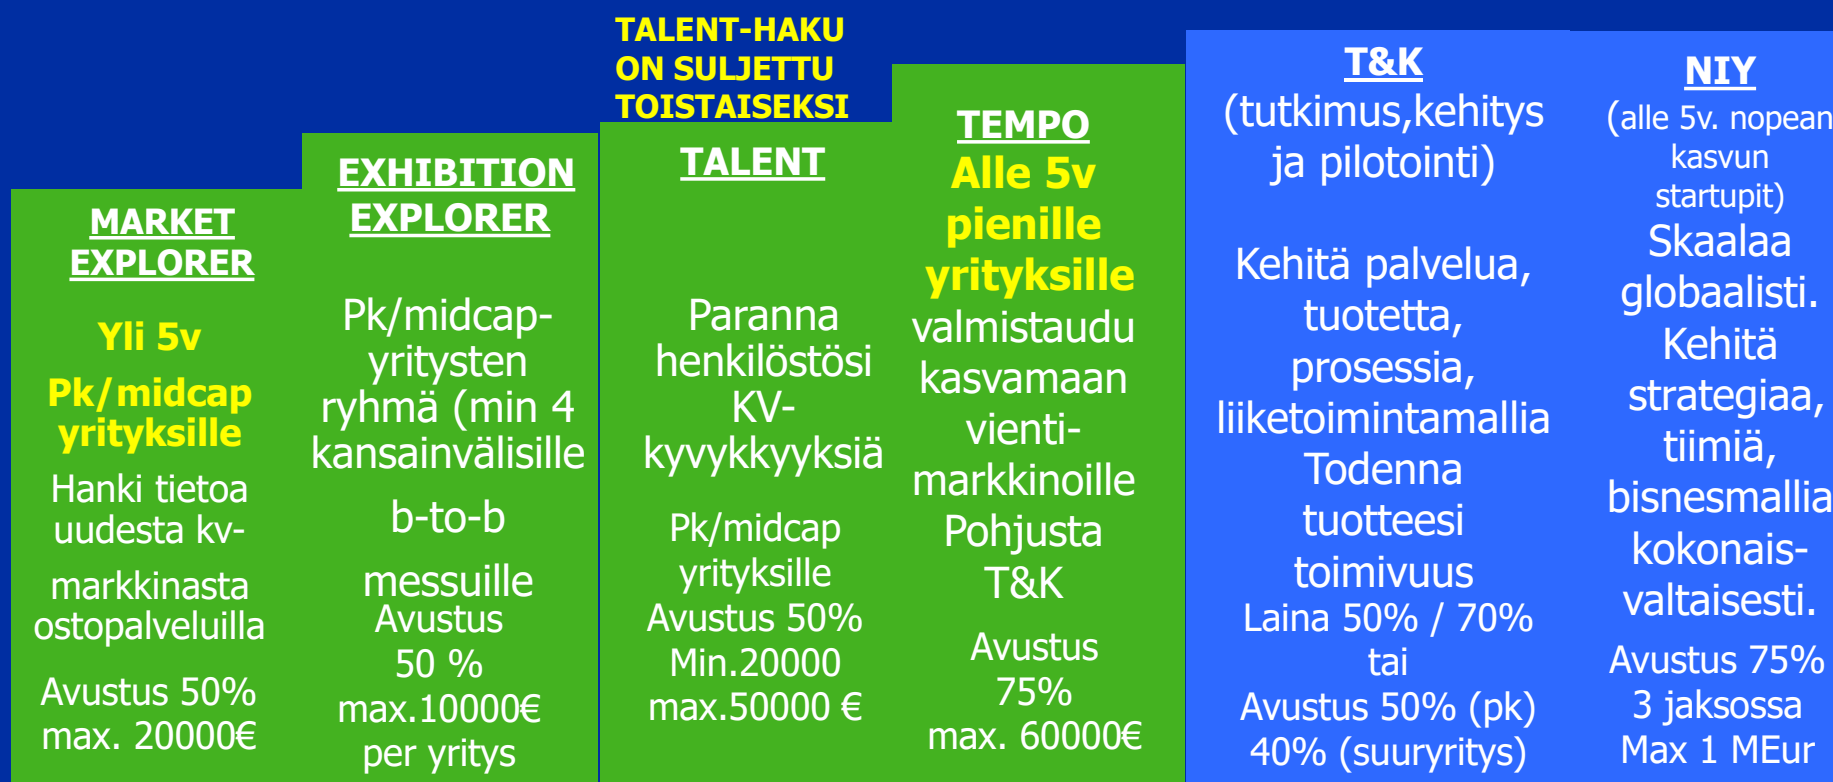 MARKET
EXPLORER
Yli 5v
Pk/midcap
yrityksille
Hanki tietoa
uudesta kv-
markkinasta
ostopalveluilla
Avustus 50%
max. 20000€
EXHIBITION
EXPLORER
Pk/midcap-
yritysten
ryhmä (min 4
kansainvälisille
b-to-b
messuille
Avustus
50 %
max.10000€
per yritys
TALENT-HAKU
ON SULJETTU
TOISTAISEKSI
TALENT
Paranna
henkilöstösi
KV-
kyvykkyyksiä
Pk/midcap
yrityksille
Avustus 50%
Min.20000
max.50000 €
TEMPO
Alle 5v
pienille
yrityksille
valmistaudu
kasvamaan
vienti-
markkinoille
Pohjusta
T&K
Avustus
75%
max. 60000€
T&K
(tutkimus,kehitys
ja pilotointi)
Kehitä palvelua,
tuotetta,
prosessia,
liiketoimintamallia
Todenna
tuotteesi
toimivuus
Laina 50% / 70%
tai
Avustus 50% (pk)
40% (suuryritys)
NIY
(alle 5v. nopean
kasvun
startupit)
Skaalaa
globaalisti.
Kehitä
strategiaa,
tiimiä,
bisnesmallia
kokonais-
valtaisesti.
Avustus 75%
3 jaksossa
Max 1 MEur